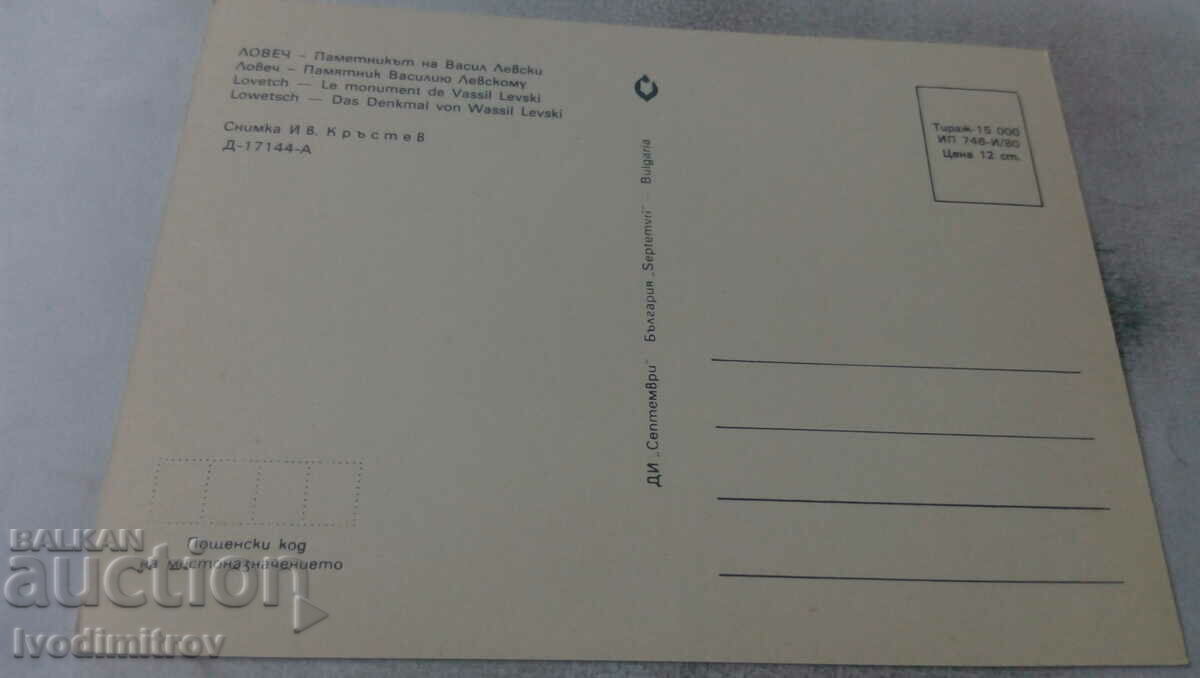 ЛОВЕЧ – Паметникът на Васил Левски
Ловеч – Памятник Василию Левскому
Lovetch — Le monument de Vassil Levski
Lowetsch — Das Denkmal von Wassil Levski
Снимка Ив. Кръстев
Д-17144-А
ДИ „Септември" България „Septemvri" — Bulgaria
Тираж 15 000
ИП 746-И/80
Цена 12 ст.
Пощенски код
на местоназначението
BALKAN
auction
Ivodimitrov